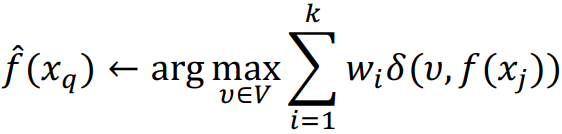 f̂(x_q) ← arg max_{υ∈V} ∑_{i=1}^{k} w_i δ(υ, f(x_j))